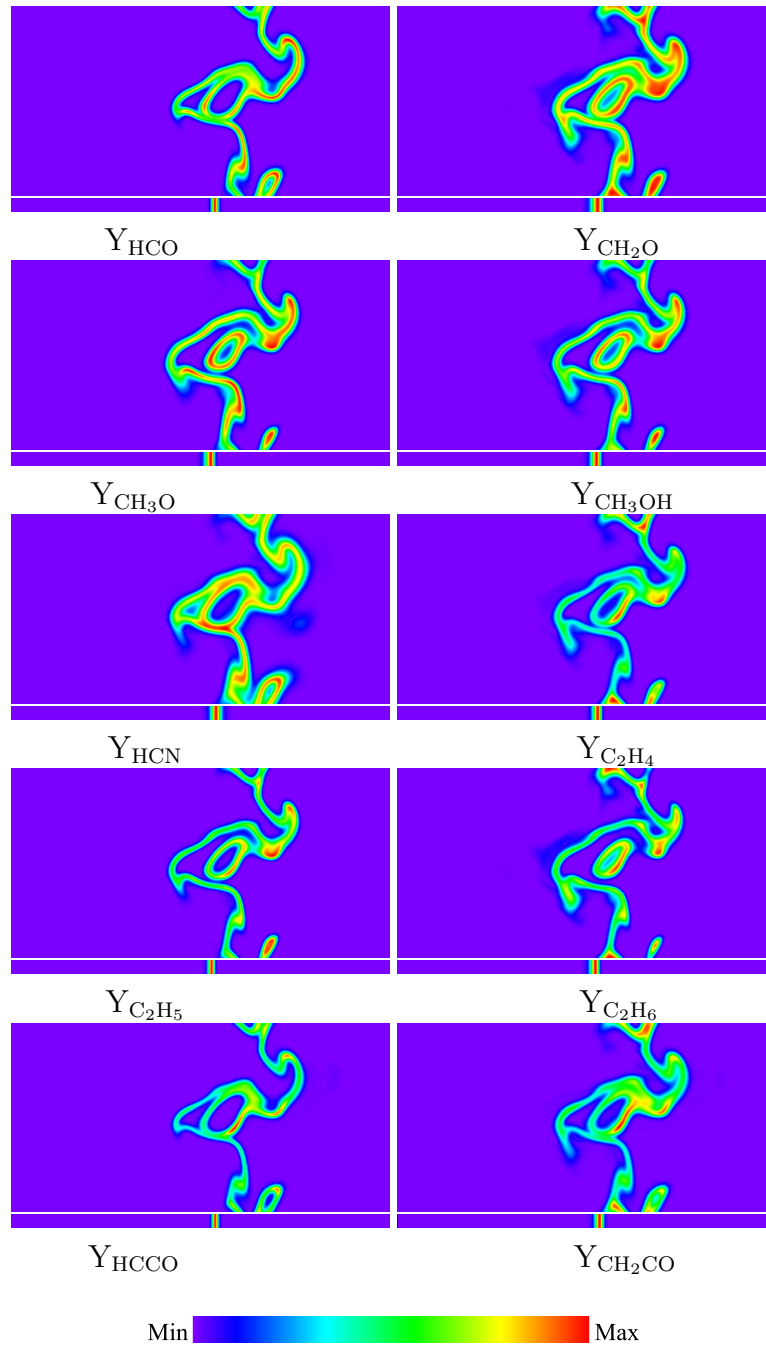 Y_HCO Y_CH₂O
Y_CH₃O Y_CH₃OH
Y_HCN Y_C₂H₄
Y_C₂H₅ Y_C₂H₆
Y_HCCO Y_CH₂CO
Min Max